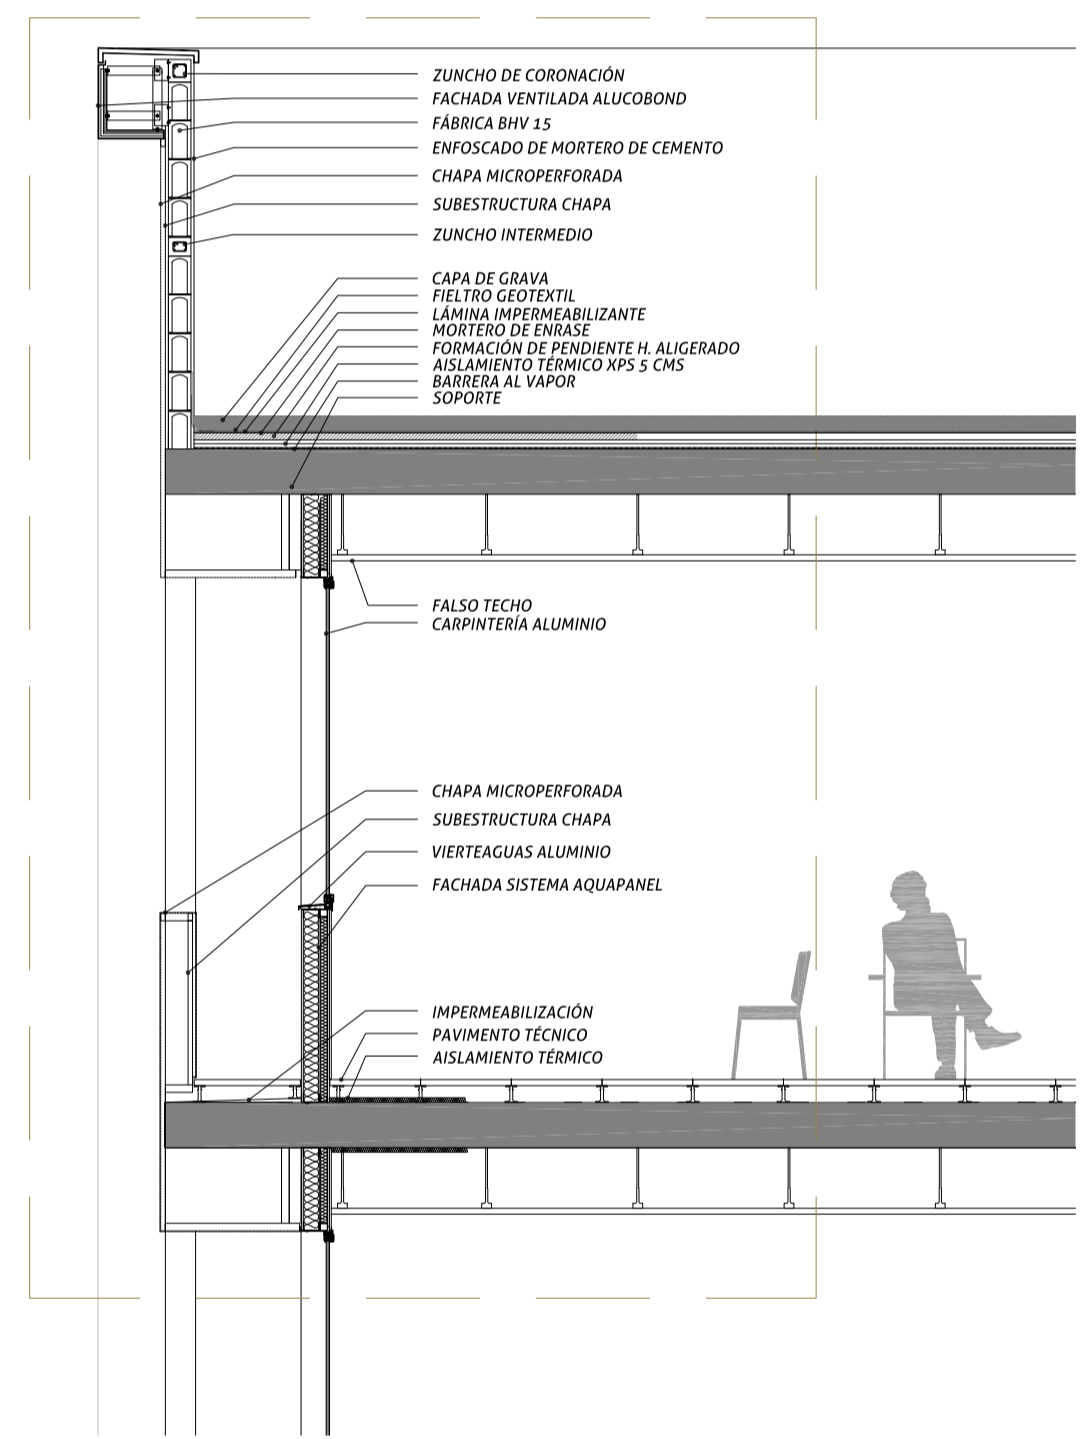 ZUNCHO DE CORONACIÓN
FACHADA VENTILADA ALUCOBOND
FÁBRICA BHV 15
ENFOSCADO DE MORTERO DE CEMENTO
CHAPA MICROPERFORADA
SUBESTRUCTURA CHAPA
ZUNCHO INTERMEDIO
CAPA DE GRAVA
FIELTRO GEOTEXTIL
LÁMINA IMPERMEABILIZANTE
MORTERO DE ENRASE
FORMACIÓN DE PENDIENTE H. ALIGERADO
AISLAMIENTO TÉRMICO XPS 5 CMS
BARRERA AL VAPOR
SOPORTE
FALSO TECHO
CARPINTERÍA ALUMINIO
CHAPA MICROPERFORADA
SUBESTRUCTURA CHAPA
VIERTEAGUAS ALUMINIO
FACHADA SISTEMA AQUAPANEL
IMPERMEABILIZACIÓN
PAVIMENTO TÉCNICO
AISLAMIENTO TÉRMICO